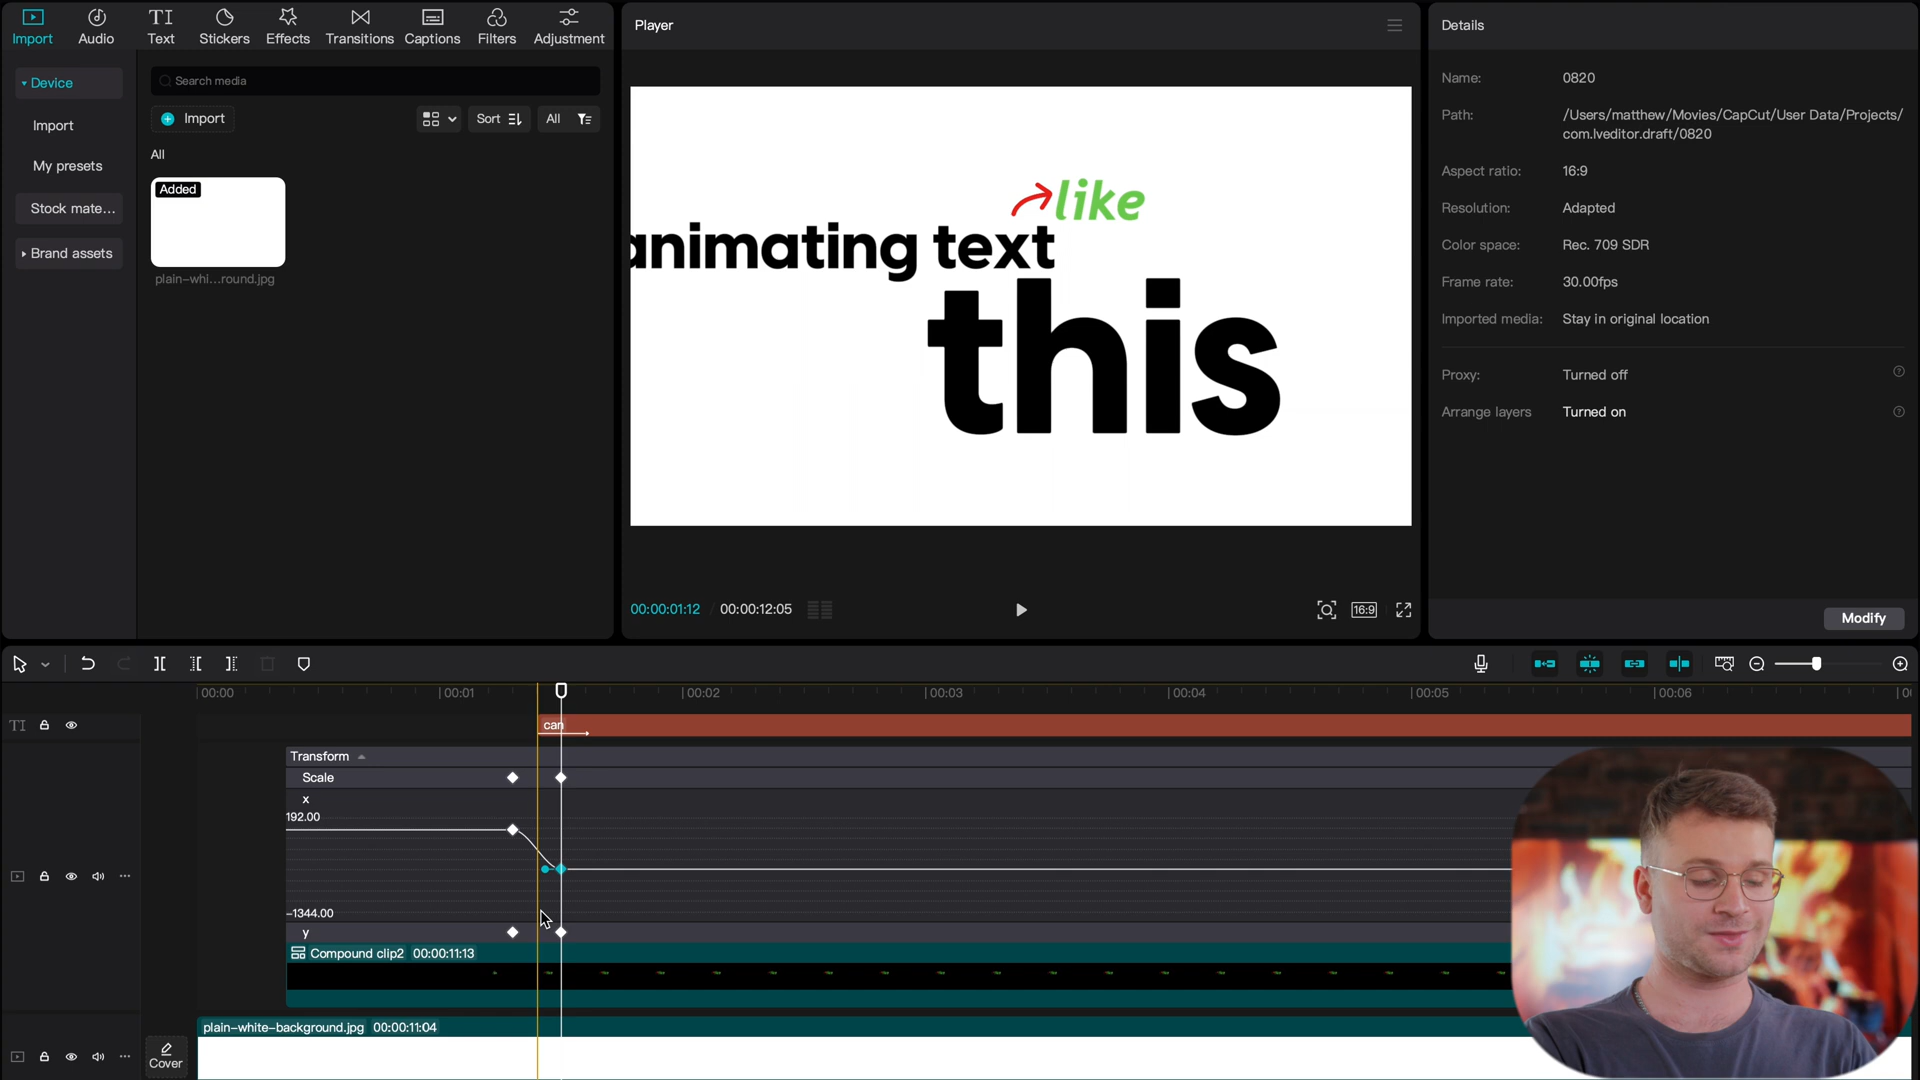 Import
Audio
Text
Stickers
Effects
Transitions
Captions
Filters
Adjustment
Device
Import
My presets
Stock mate...
Brand assets
Search media
Import
Sort
All
All
Added
plain-whi...round.jpg
Player
like
animating text
this
00:00:01:12 / 00:00:12:05
16:9
Details
Name: 0820
Path: /Users/matthew/Movies/CapCut/User Data/Projects/
com.lveditor.draft/0820
Aspect ratio: 16:9
Resolution: Adapted
Color space: Rec. 709 SDR
Frame rate: 30.00fps
Imported media: Stay in original location
Proxy: Turned off
Arrange layers Turned on
Modify
00:00 00:01 00:02 00:03 00:04 00:05 00:06
TI
can
Transform
Scale
x
192.00
-1344.00
y
Compound clip2 00:00:11:13
plain-white-background.jpg 00:00:11:04
Cover